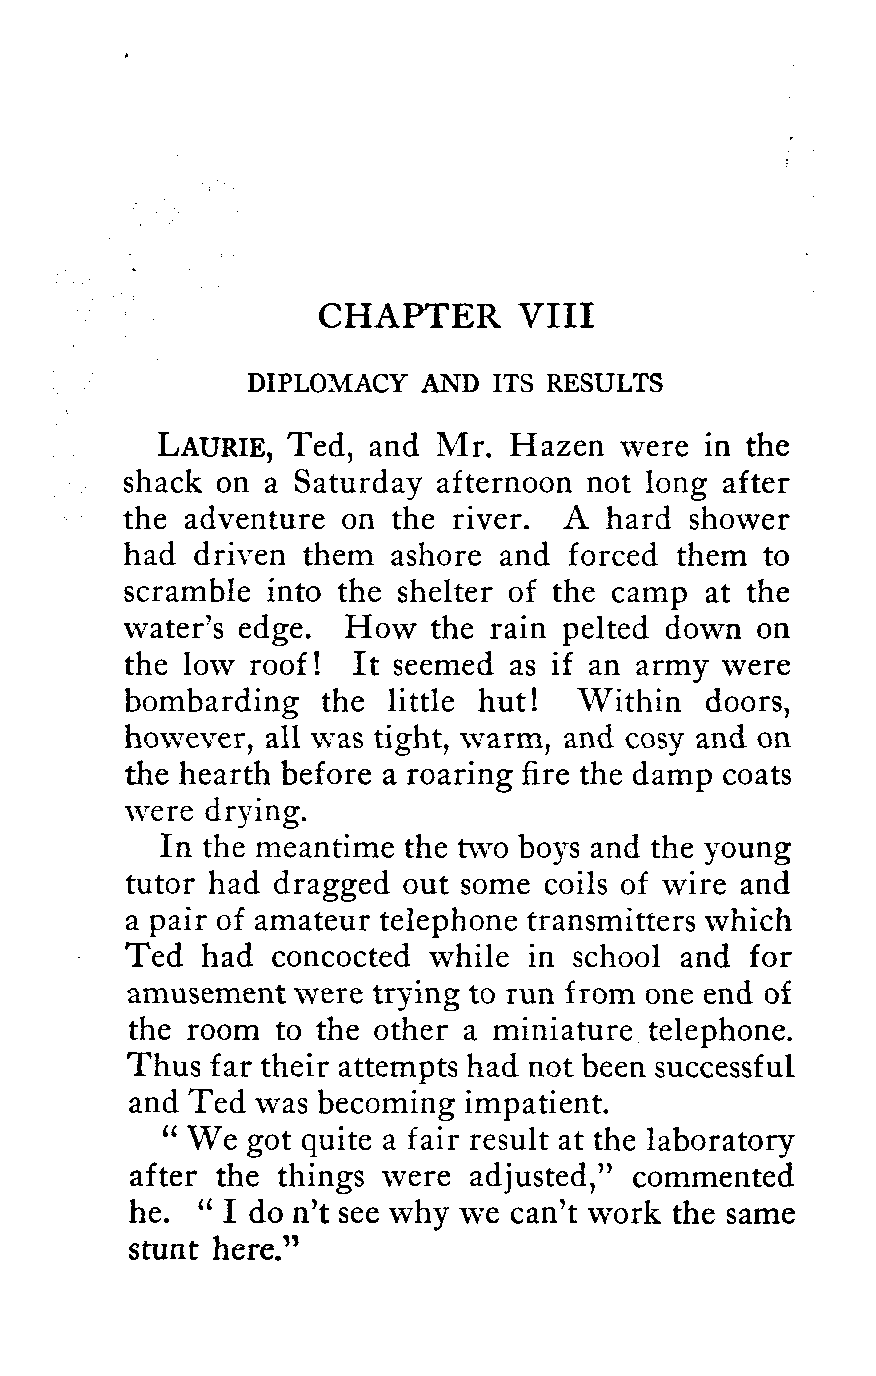 CHAPTER VIII
DIPLOMACY AND ITS RESULTS
LAURIE, Ted, and Mr. Hazen were in the
shack on a Saturday afternoon not long after
the adventure on the river. A hard shower
had driven them ashore and forced them to
scramble into the shelter of the camp at the
water's edge. How the rain pelted down on
the low roof! It seemed as if an army were
bombarding the little hut! Within doors,
however, all was tight, warm, and cosy and on
the hearth before a roaring fire the damp coats
were drying.
In the meantime the two boys and the young
tutor had dragged out some coils of wire and
a pair of amateur telephone transmitters which
Ted had concocted while in school and for
amusement were trying to run from one end of
the room to the other a miniature telephone.
Thus far their attempts had not been successful
and Ted was becoming impatient.
" We got quite a fair result at the laboratory
after the things were adjusted," commented
he. " I do n't see why we can't work the same
stunt here."